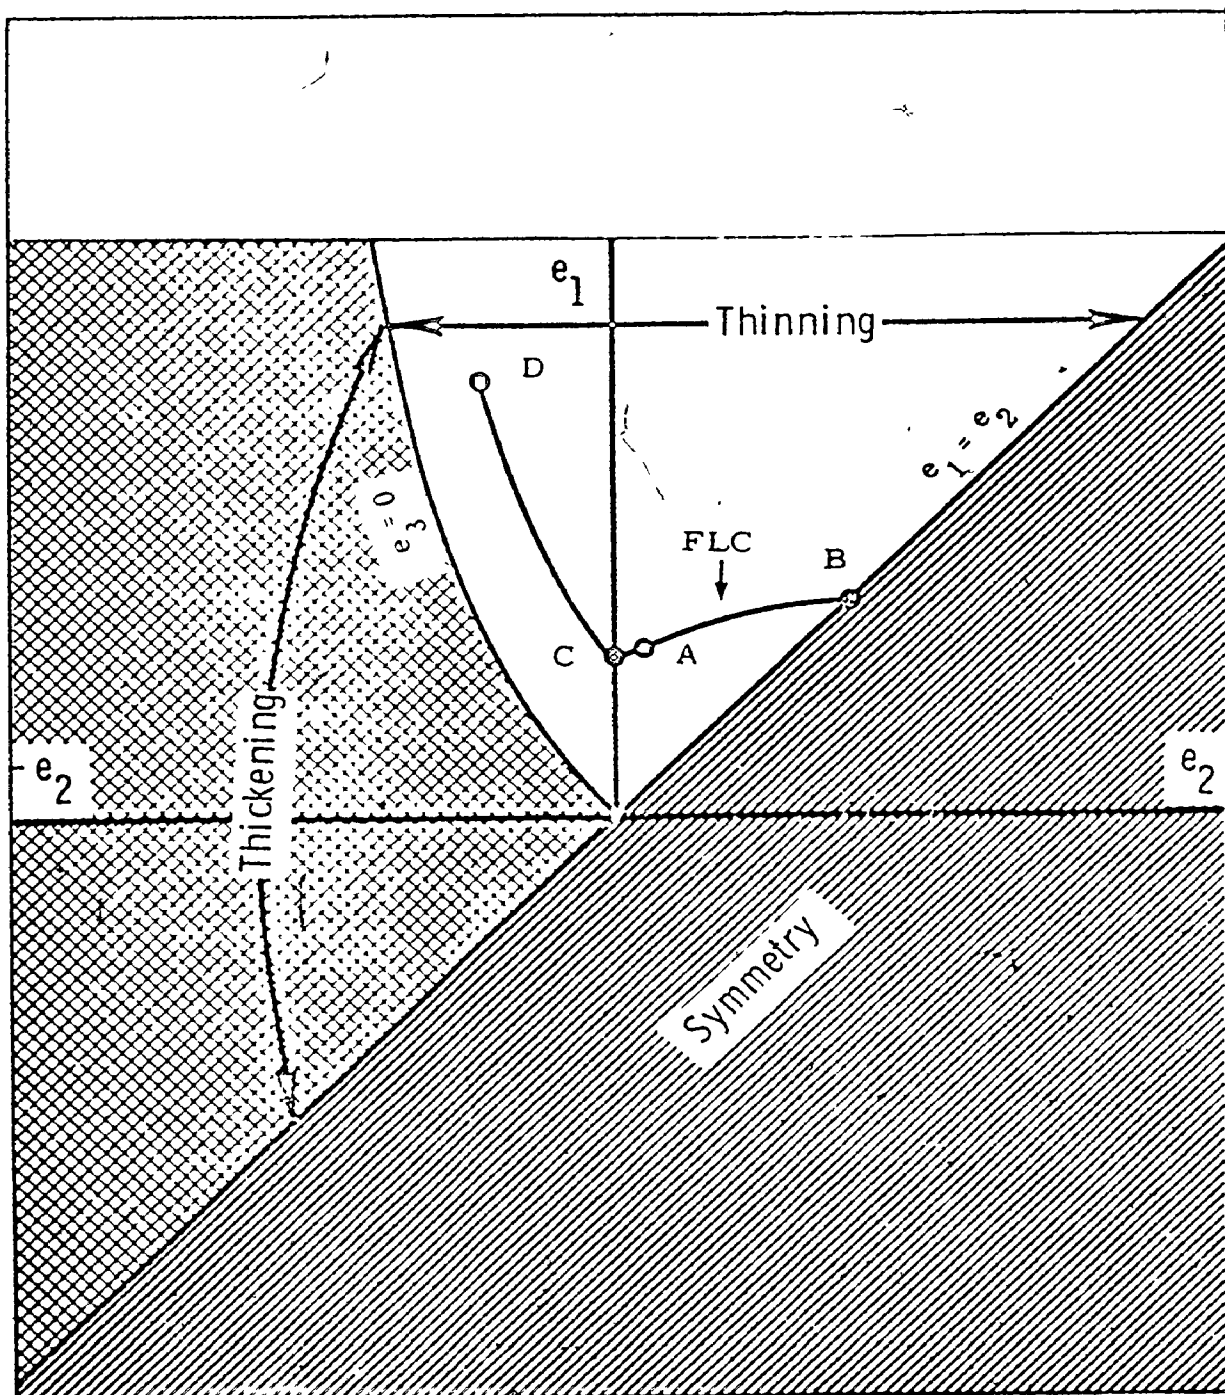 e1
Thinning
D
e1 = e2
e3 = 0
FLC
B
C
A
Thickening
- e2
e2
Symmetry